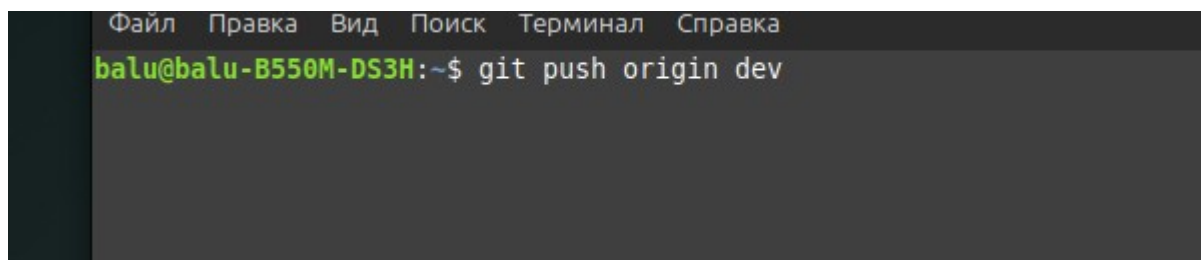 Файл Правка Вид Поиск Терминал Справка
balu@balu-B550M-DS3H:~$ git push origin dev